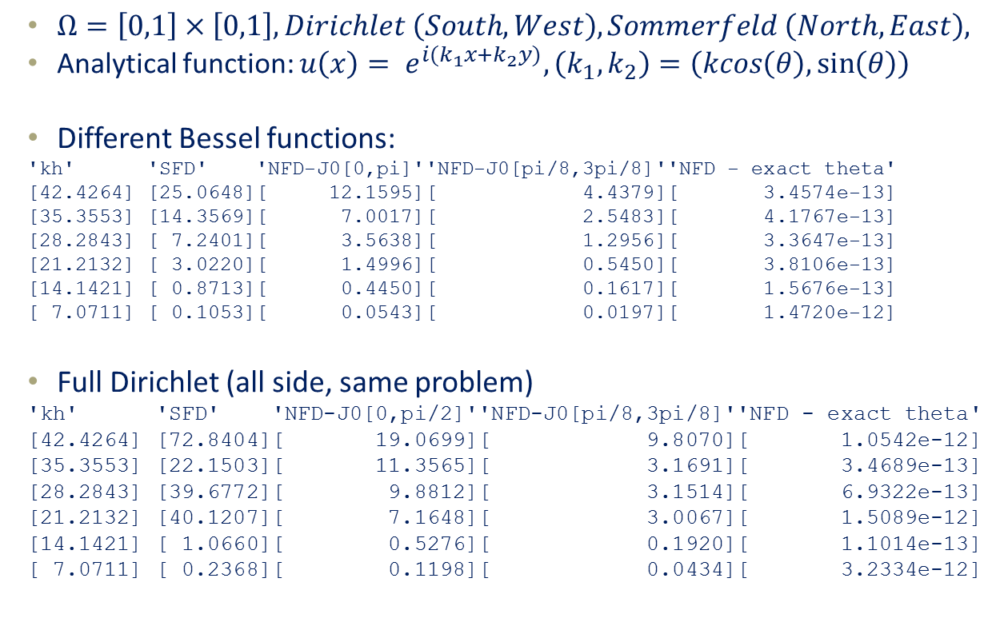 • Ω = [0,1] × [0,1], Dirichlet (South, West), Sommerfeld (North, East),
• Analytical function: u(x) = e^{i(k₁x+k₂y)}, (k₁, k₂) = (kcos(θ), sin(θ))
• Different Bessel functions:
'kh' 'SFD' 'NFD-J0[0,pi]''NFD-J0[pi/8,3pi/8]''NFD - exact theta'
[42.4264] [25.0648][ 12.1595][ 4.4379][ 3.4574e-13]
[35.3553] [14.3569][ 7.0017][ 2.5483][ 4.1767e-13]
[28.2843] [ 7.2401][ 3.5638][ 1.2956][ 3.3647e-13]
[21.2132] [ 3.0220][ 1.4996][ 0.5450][ 3.8106e-13]
[14.1421] [ 0.8713][ 0.4450][ 0.1617][ 1.5676e-13]
[ 7.0711] [ 0.1053][ 0.0543][ 0.0197][ 1.4720e-12]
• Full Dirichlet (all side, same problem)
'kh' 'SFD' 'NFD-J0[0,pi/2]''NFD-J0[pi/8,3pi/8]''NFD - exact theta'
[42.4264] [72.8404][ 19.0699][ 9.8070][ 1.0542e-12]
[35.3553] [22.1503][ 11.3565][ 3.1691][ 3.4689e-13]
[28.2843] [39.6772][ 9.8812][ 3.1514][ 6.9322e-13]
[21.2132] [40.1207][ 7.1648][ 3.0067][ 1.5089e-12]
[14.1421] [ 1.0660][ 0.5276][ 0.1920][ 1.1014e-13]
[ 7.0711] [ 0.2368][ 0.1198][ 0.0434][ 3.2334e-12]